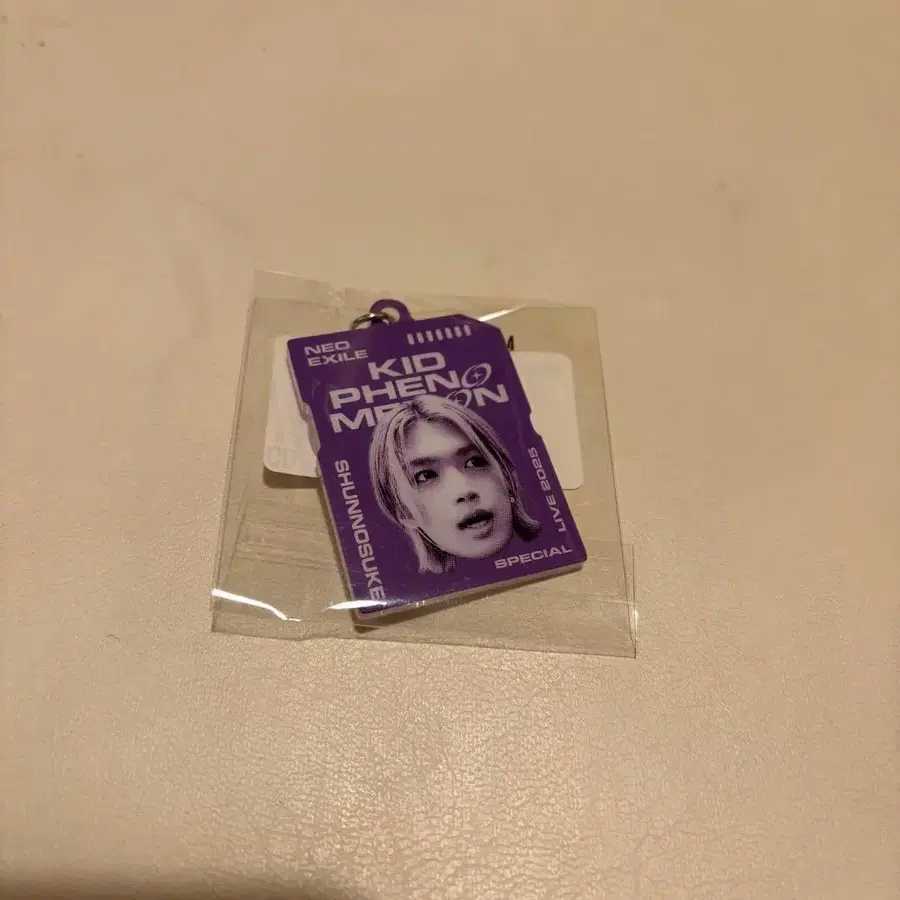 NEO
EXILE
KID
PHENO
MENON
SHUNNOSUKE
LIVE 2025
SPECIAL